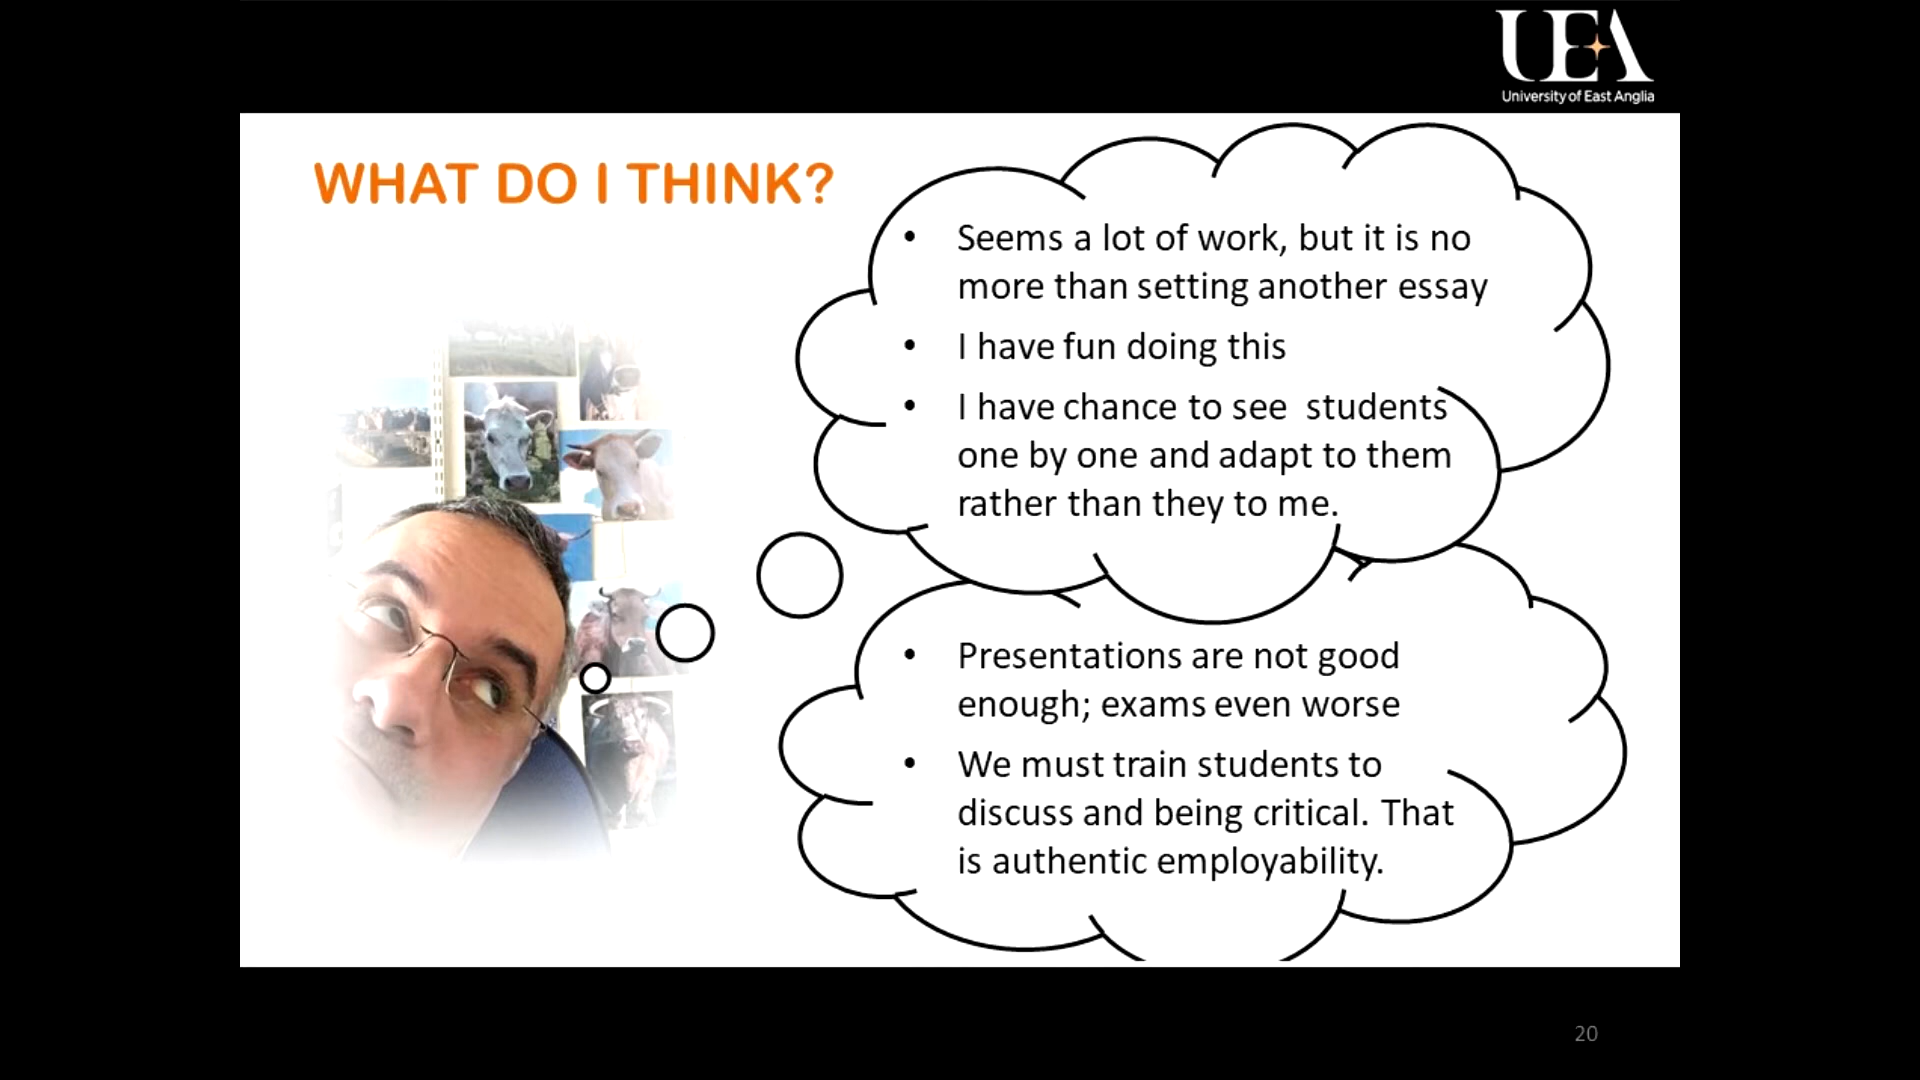 UEA
University of East Anglia
WHAT DO I THINK?
• Seems a lot of work, but it is no
more than setting another essay
• I have fun doing this
• I have chance to see students
one by one and adapt to them
rather than they to me.
• Presentations are not good
enough; exams even worse
• We must train students to
discuss and being critical. That
is authentic employability.
20